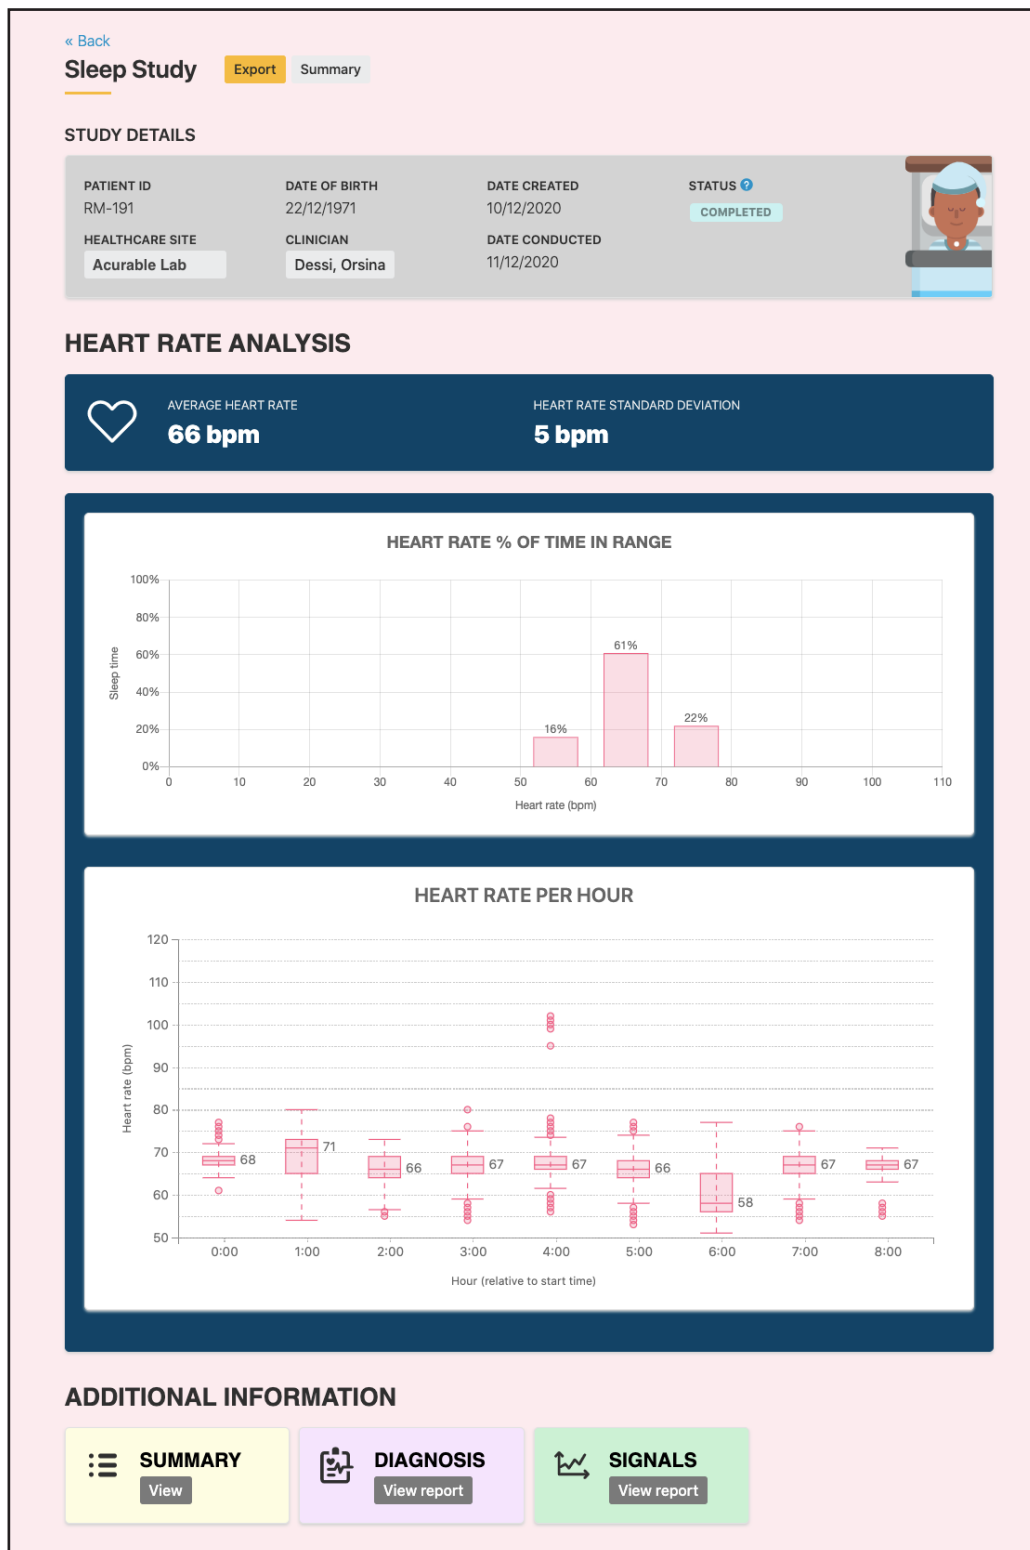 « Back
Sleep Study Export Summary
STUDY DETAILS
PATIENT ID DATE OF BIRTH DATE CREATED STATUS ?
RM-191 22/12/1971 10/12/2020 COMPLETED
HEALTHCARE SITE CLINICIAN DATE CONDUCTED
Acurable Lab Dessi, Orsina 11/12/2020
HEART RATE ANALYSIS
AVERAGE HEART RATE HEART RATE STANDARD DEVIATION
66 bpm 5 bpm
HEART RATE % OF TIME IN RANGE
100%
80%
60%
40%
20%
0%
Sleep time
16%
61%
22%
0 10 20 30 40 50 60 70 80 90 100 110
Heart rate (bpm)
HEART RATE PER HOUR
120
110
100
90
80
70
60
50
Heart rate (bpm)
68 71 66 67 67 66 58 67 67
0:00 1:00 2:00 3:00 4:00 5:00 6:00 7:00 8:00
Hour (relative to start time)
ADDITIONAL INFORMATION
SUMMARY DIAGNOSIS SIGNALS
View View report View report